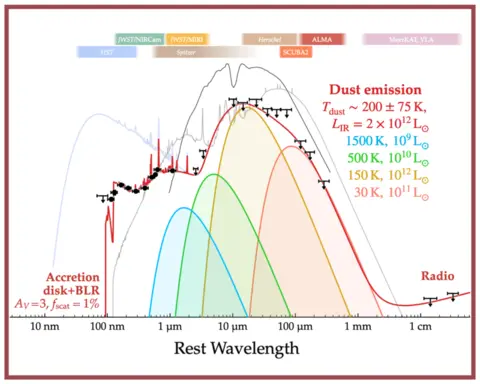 JWST/NIRCam JWST/MIRI Herschel ALMA MeerKAT, VLA
HST Spitzer SCUBA2
Dust emission
T_dust ∼ 200 ± 75 K,
L_IR = 2 × 10^12 L_⊙
1500 K, 10^9 L_⊙
500 K, 10^10 L_⊙
150 K, 10^12 L_⊙
30 K, 10^11 L_⊙
Accretion
disk+BLR
A_V=3, f_scat = 1%
Radio
10 nm 100 nm 1 μm 10 μm 100 μm 1 mm 1 cm
Rest Wavelength